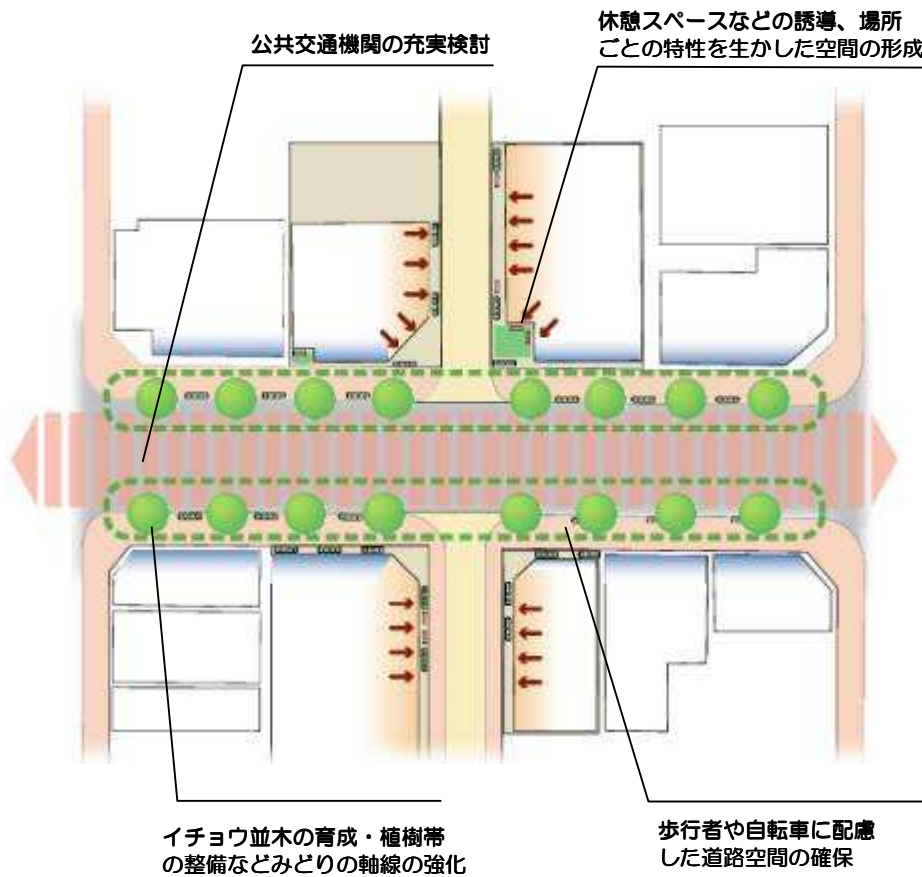 公共交通機関の充実検討
休憩スペースなどの誘導、場所
ごとの特性を生かした空間の形成
イチョウ並木の育成・植樹帯
の整備などみどりの軸線の強化
歩行者や自転車に配慮
した道路空間の確保